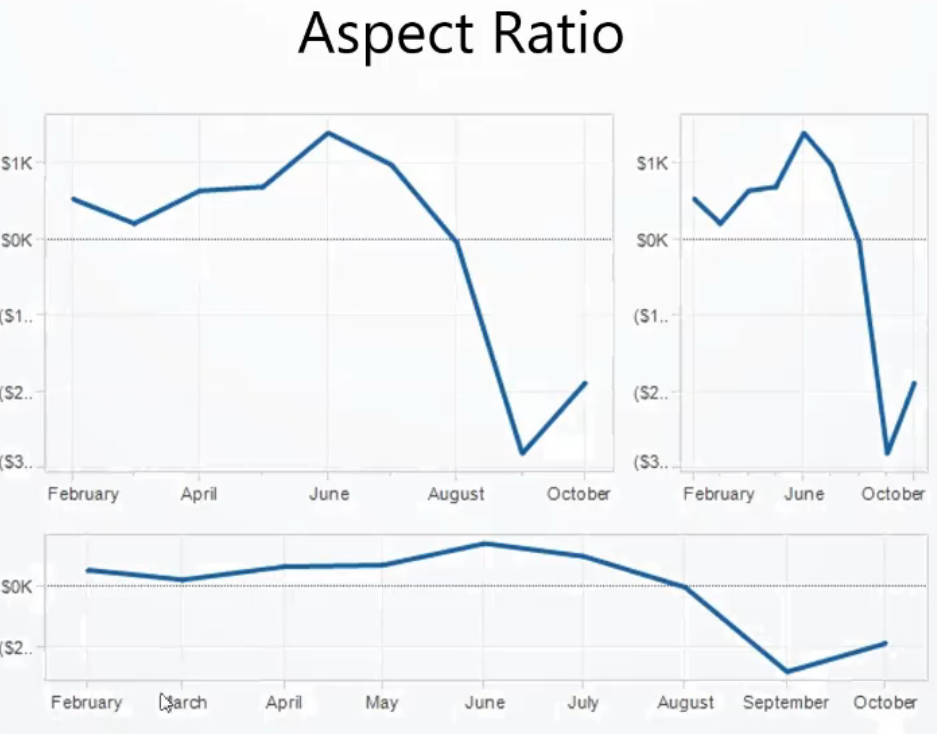 Aspect Ratio
$1K
$0K
($1..
($2..
($3..
February April June August October
$1K
$0K
($1..
($2..
($3..
February June October
$0K
($2..
February March April May June July August September October